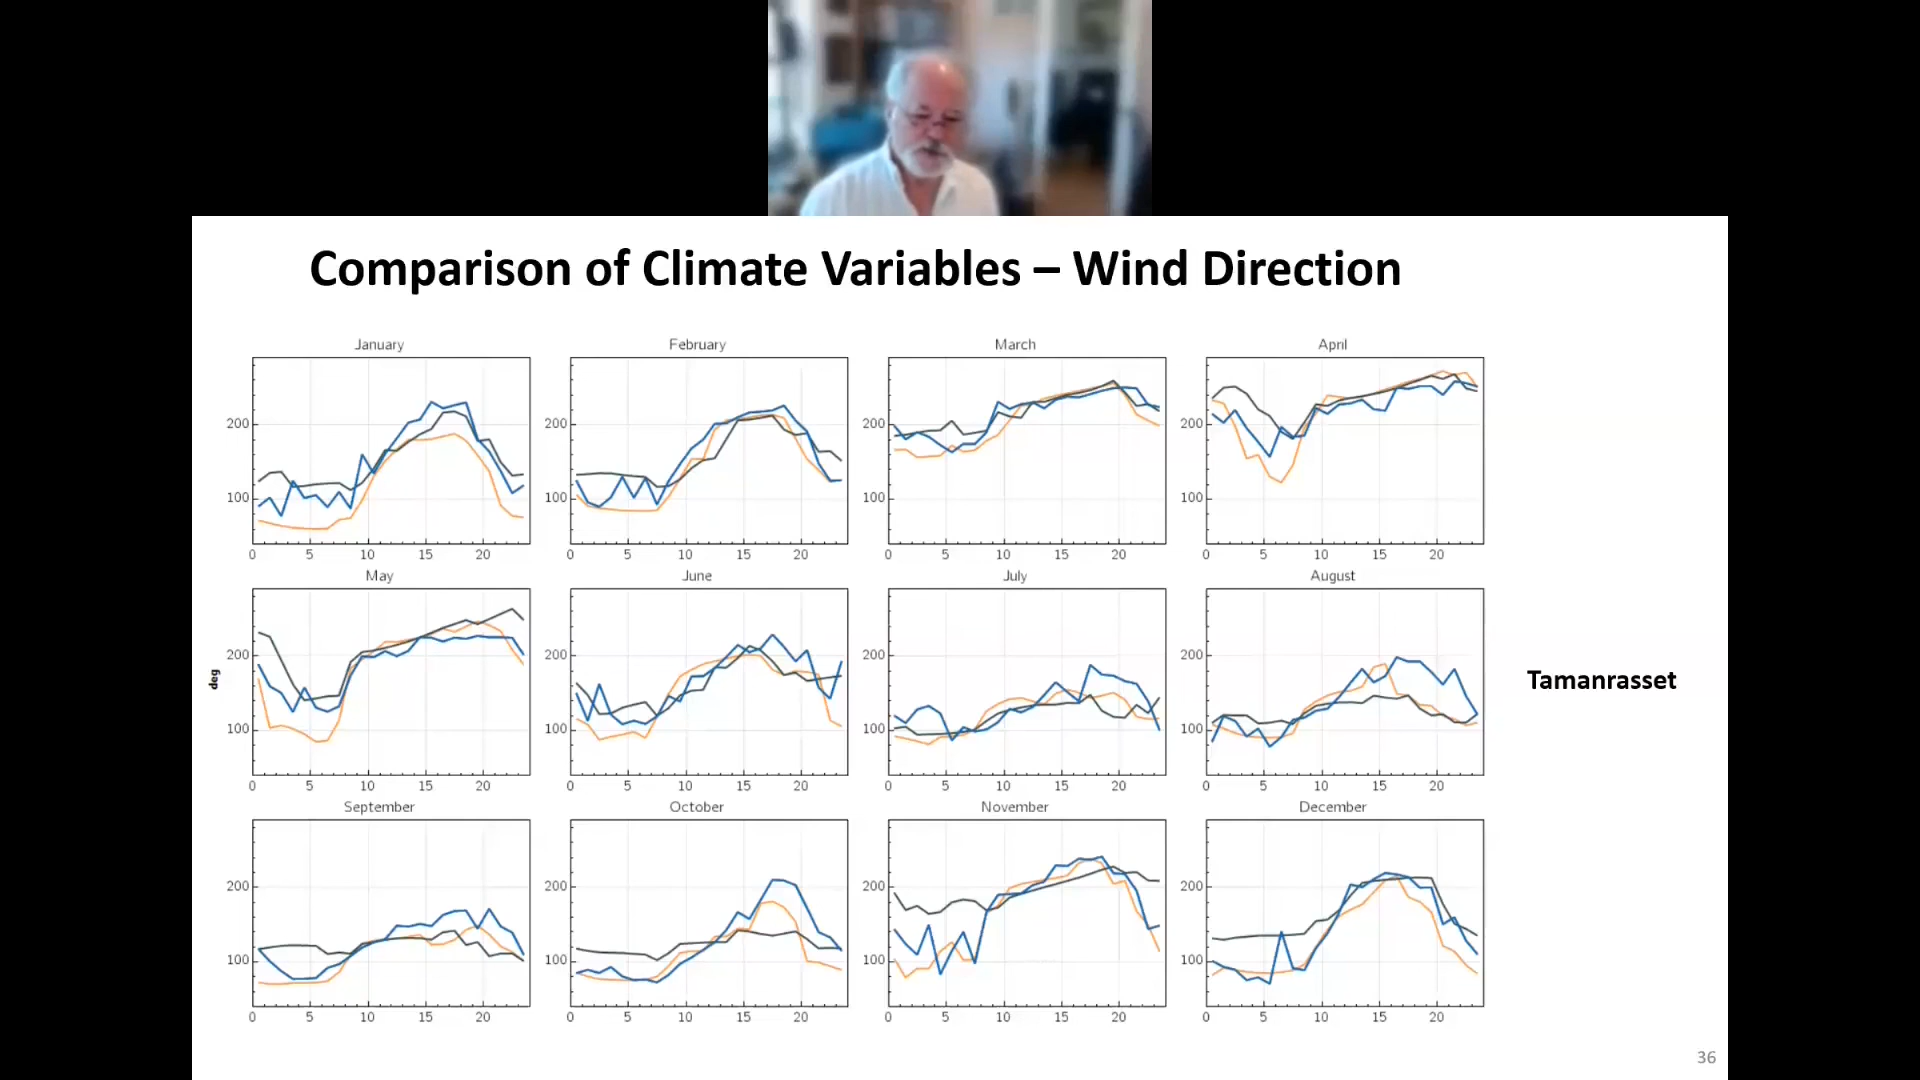 Comparison of Climate Variables – Wind Direction
January February March April
200 200 200 200
100 100 100 100
0 5 10 15 20 0 5 10 15 20 0 5 10 15 20 0 5 10 15 20
May June July August
200 200 200 200
deg
Tamanrasset
100 100 100 100
0 5 10 15 20 0 5 10 15 20 0 5 10 15 20 0 5 10 15 20
September October November December
200 200 200 200
100 100 100 100
0 5 10 15 20 0 5 10 15 20 0 5 10 15 20 0 5 10 15 20
36